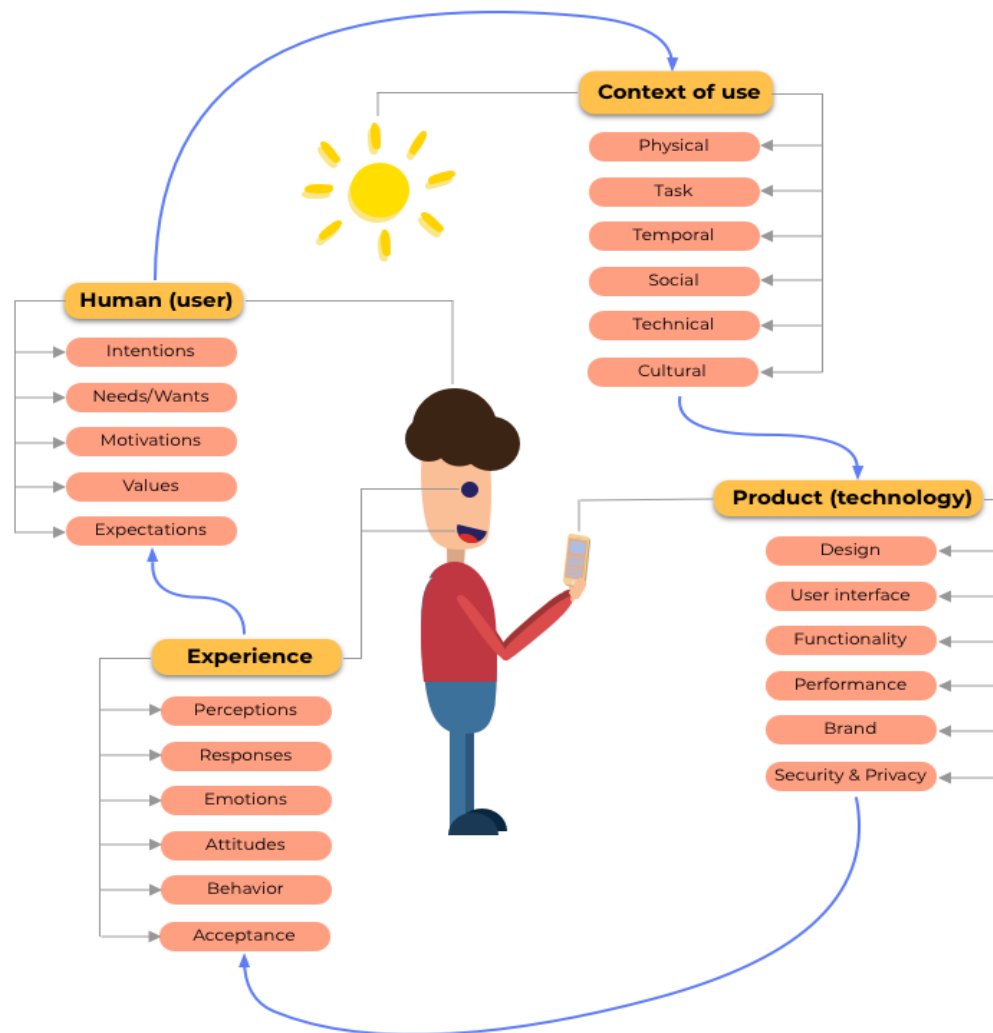 Context of use
Physical
Task
Temporal
Social
Technical
Cultural
Human (user)
Intentions
Needs/Wants
Motivations
Values
Expectations
Product (technology)
Design
User interface
Functionality
Performance
Brand
Security & Privacy
Experience
Perceptions
Responses
Emotions
Attitudes
Behavior
Acceptance